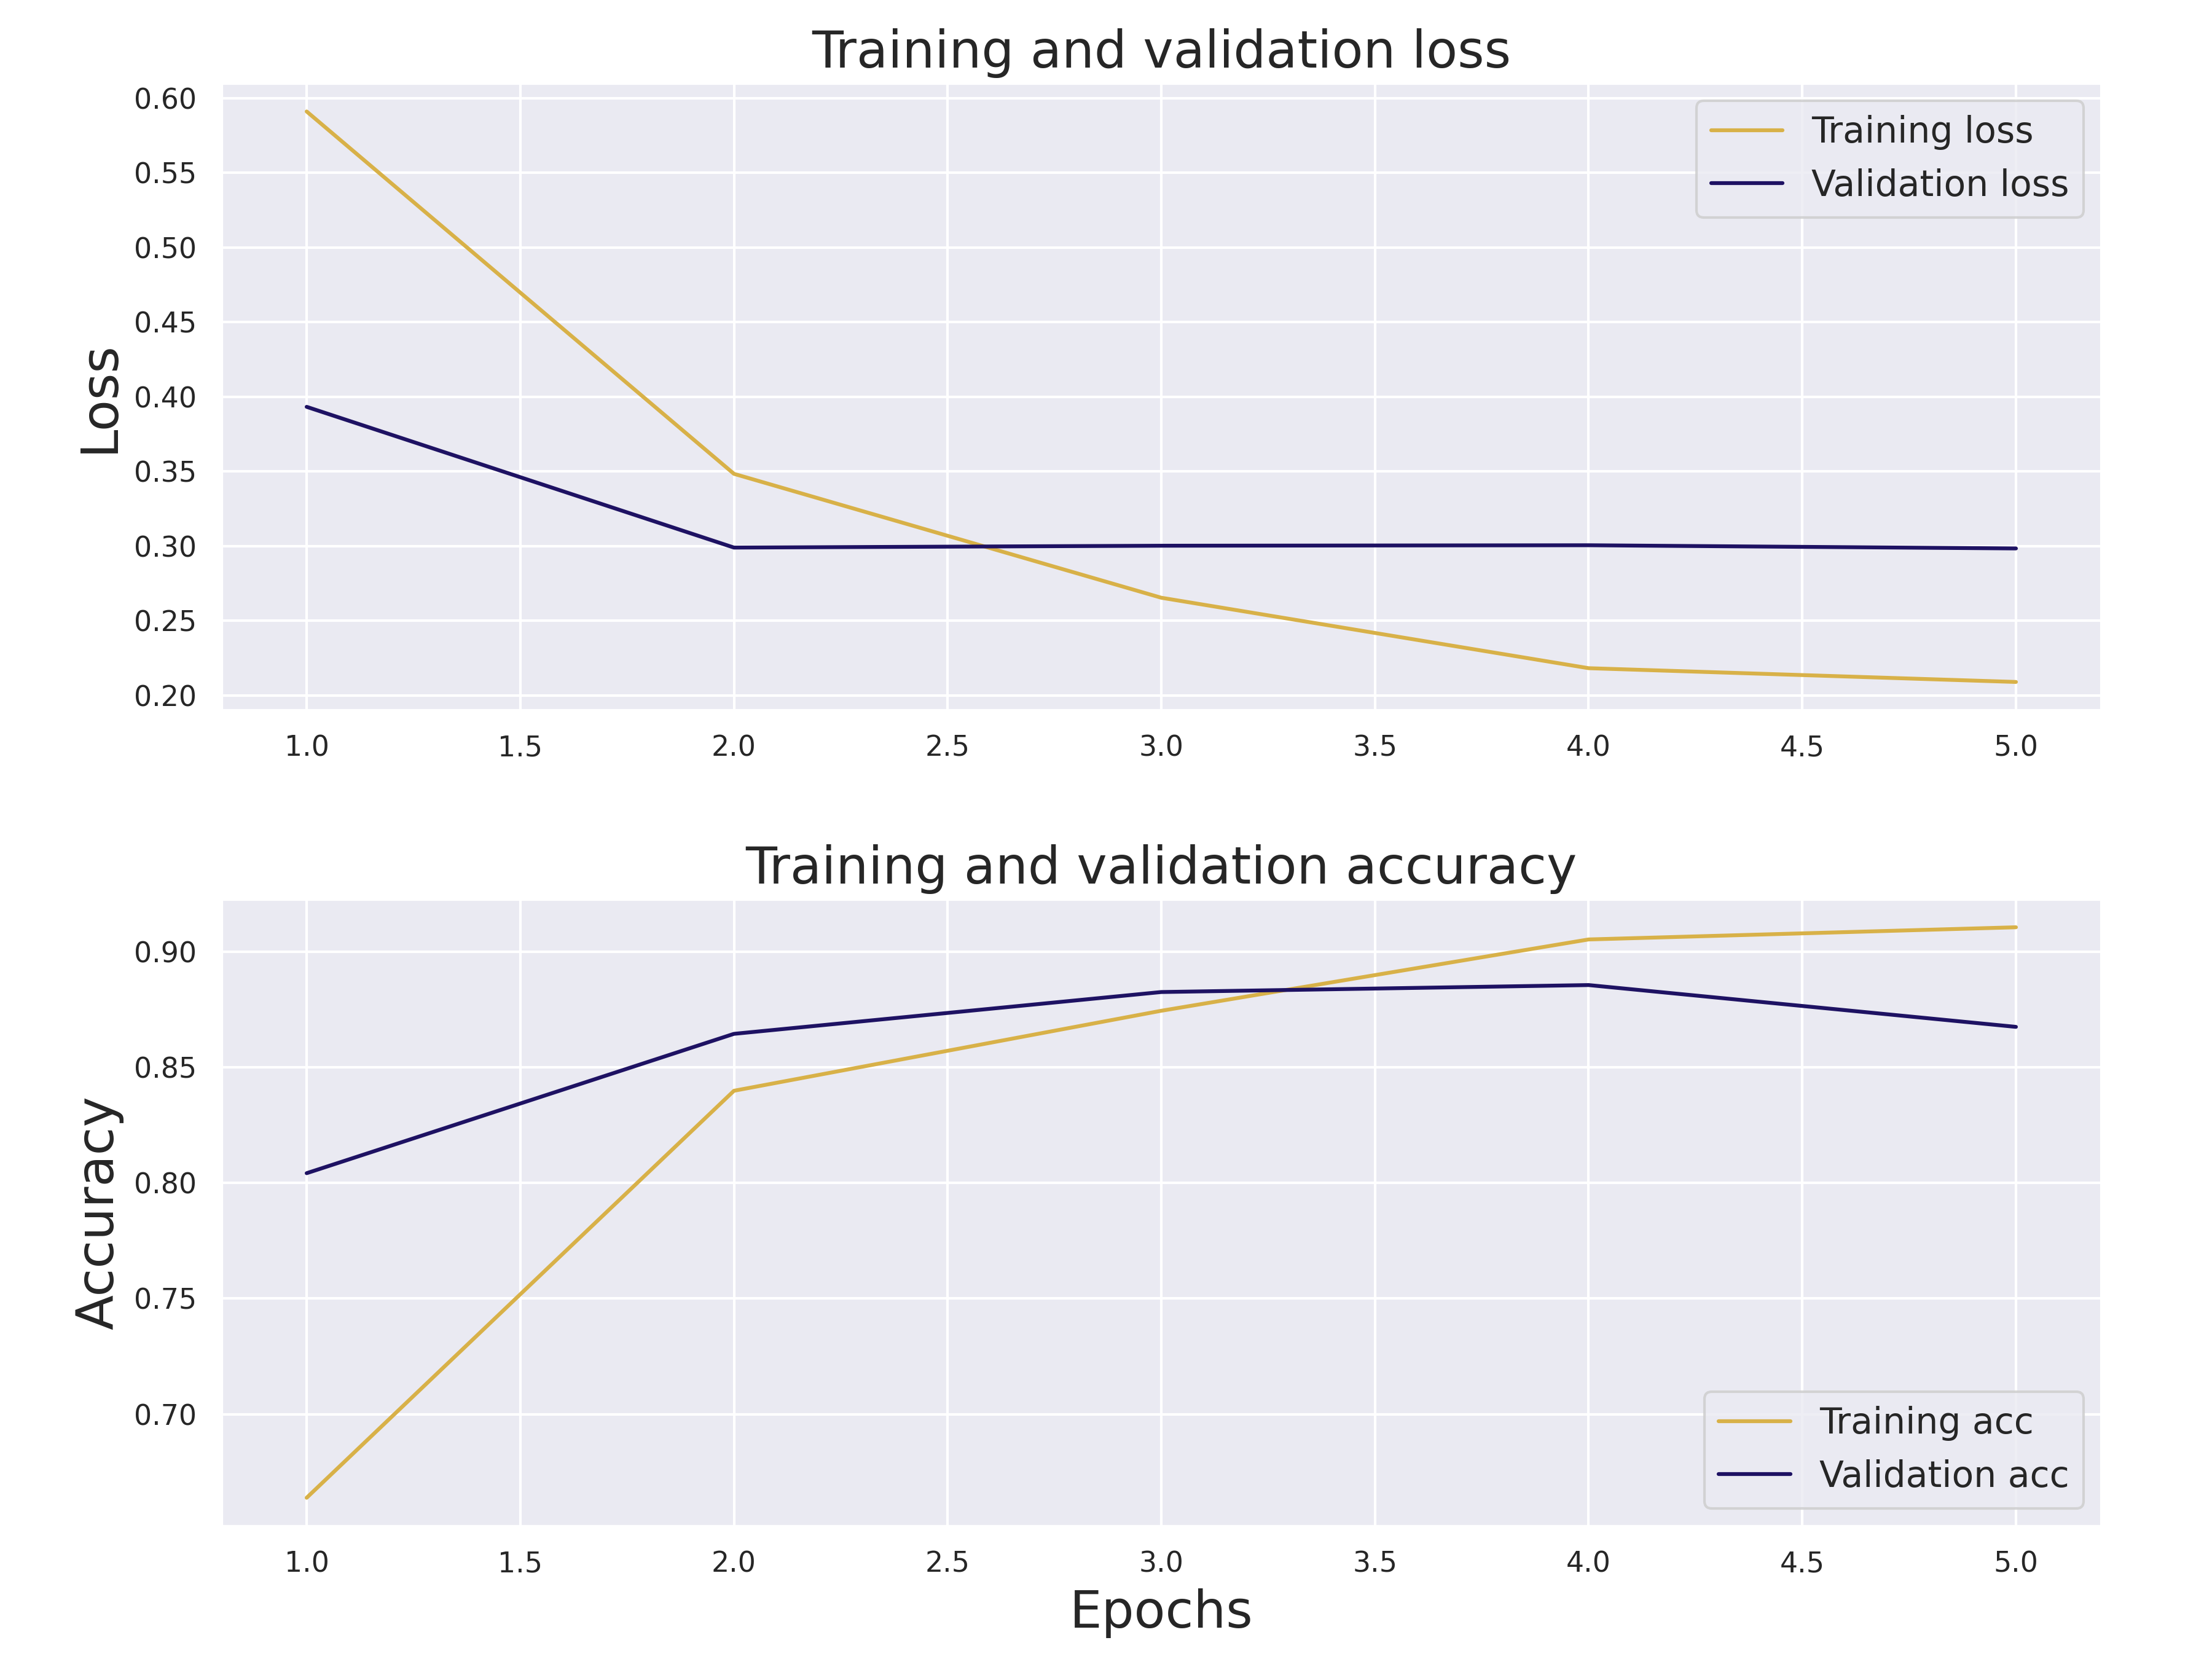 Training and validation loss
0.60
0.55
0.50
0.45
0.40
0.35
0.30
0.25
0.20
Loss
Training loss
Validation loss
1.0 1.5 2.0 2.5 3.0 3.5 4.0 4.5 5.0
Training and validation accuracy
0.90
0.85
0.80
0.75
0.70
Accuracy
Training acc
Validation acc
1.0 1.5 2.0 2.5 3.0 3.5 4.0 4.5 5.0
Epochs